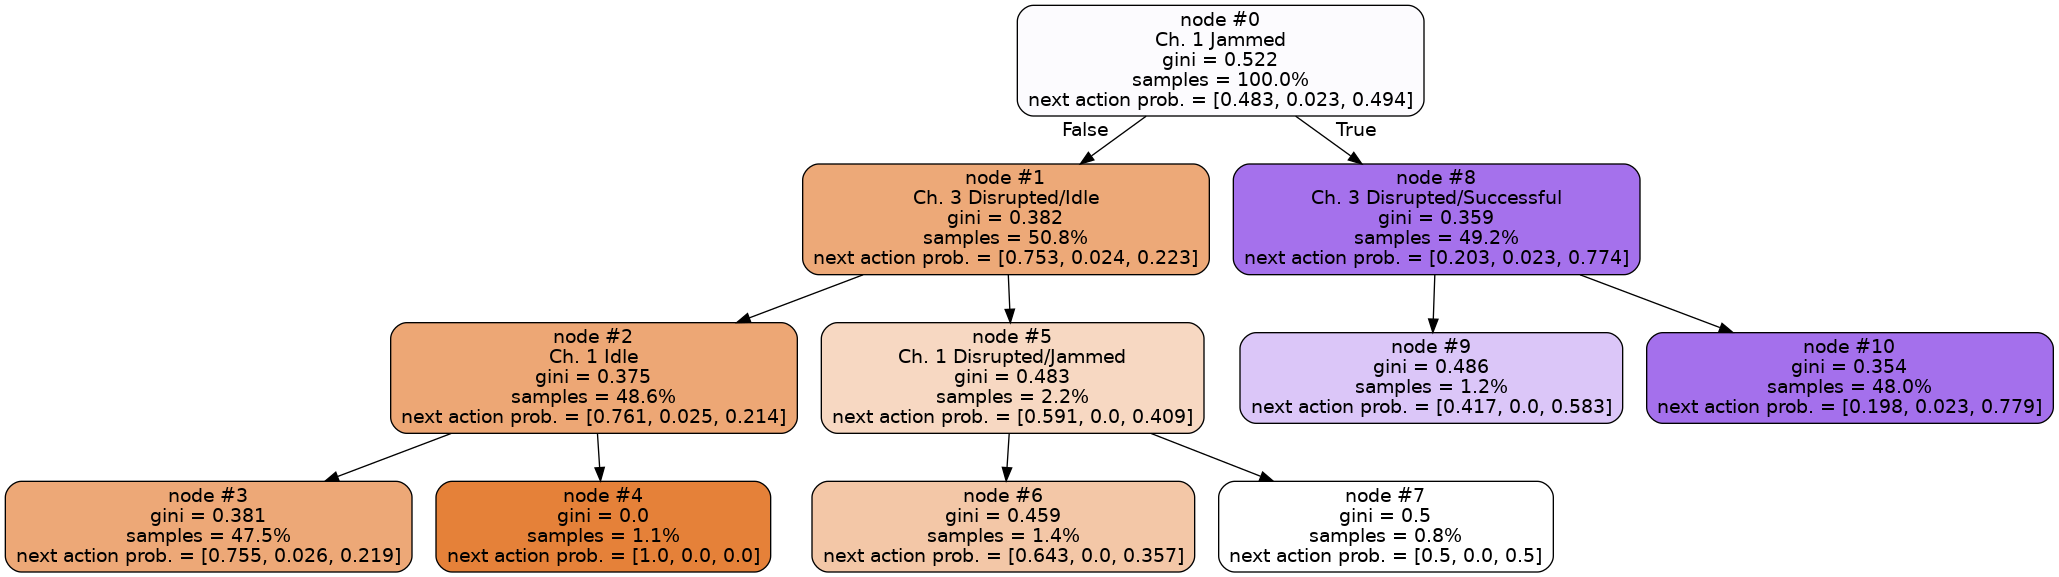 node #0
Ch. 1 Jammed
gini = 0.522
samples = 100.0%
next action prob. = [0.483, 0.023, 0.494]
False
True
node #1
Ch. 3 Disrupted/Idle
gini = 0.382
samples = 50.8%
next action prob. = [0.753, 0.024, 0.223]
node #8
Ch. 3 Disrupted/Successful
gini = 0.359
samples = 49.2%
next action prob. = [0.203, 0.023, 0.774]
node #2
Ch. 1 Idle
gini = 0.375
samples = 48.6%
next action prob. = [0.761, 0.025, 0.214]
node #5
Ch. 1 Disrupted/Jammed
gini = 0.483
samples = 2.2%
next action prob. = [0.591, 0.0, 0.409]
node #9
gini = 0.486
samples = 1.2%
next action prob. = [0.417, 0.0, 0.583]
node #10
gini = 0.354
samples = 48.0%
next action prob. = [0.198, 0.023, 0.779]
node #3
gini = 0.381
samples = 47.5%
next action prob. = [0.755, 0.026, 0.219]
node #4
gini = 0.0
samples = 1.1%
next action prob. = [1.0, 0.0, 0.0]
node #6
gini = 0.459
samples = 1.4%
next action prob. = [0.643, 0.0, 0.357]
node #7
gini = 0.5
samples = 0.8%
next action prob. = [0.5, 0.0, 0.5]